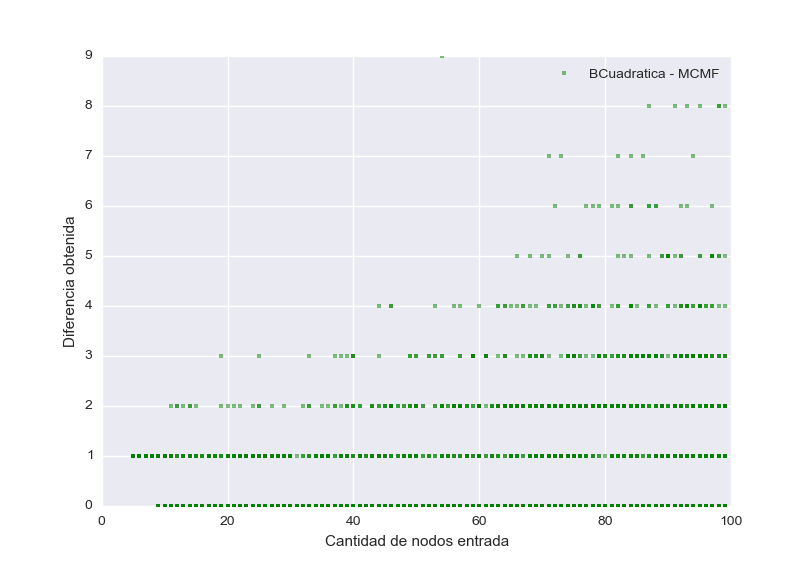 9
8
7
6
5
4
3
2
1
0
0 20 40 60 80 100
BCuadratica - MCMF
Diferencia obtenida
Cantidad de nodos entrada